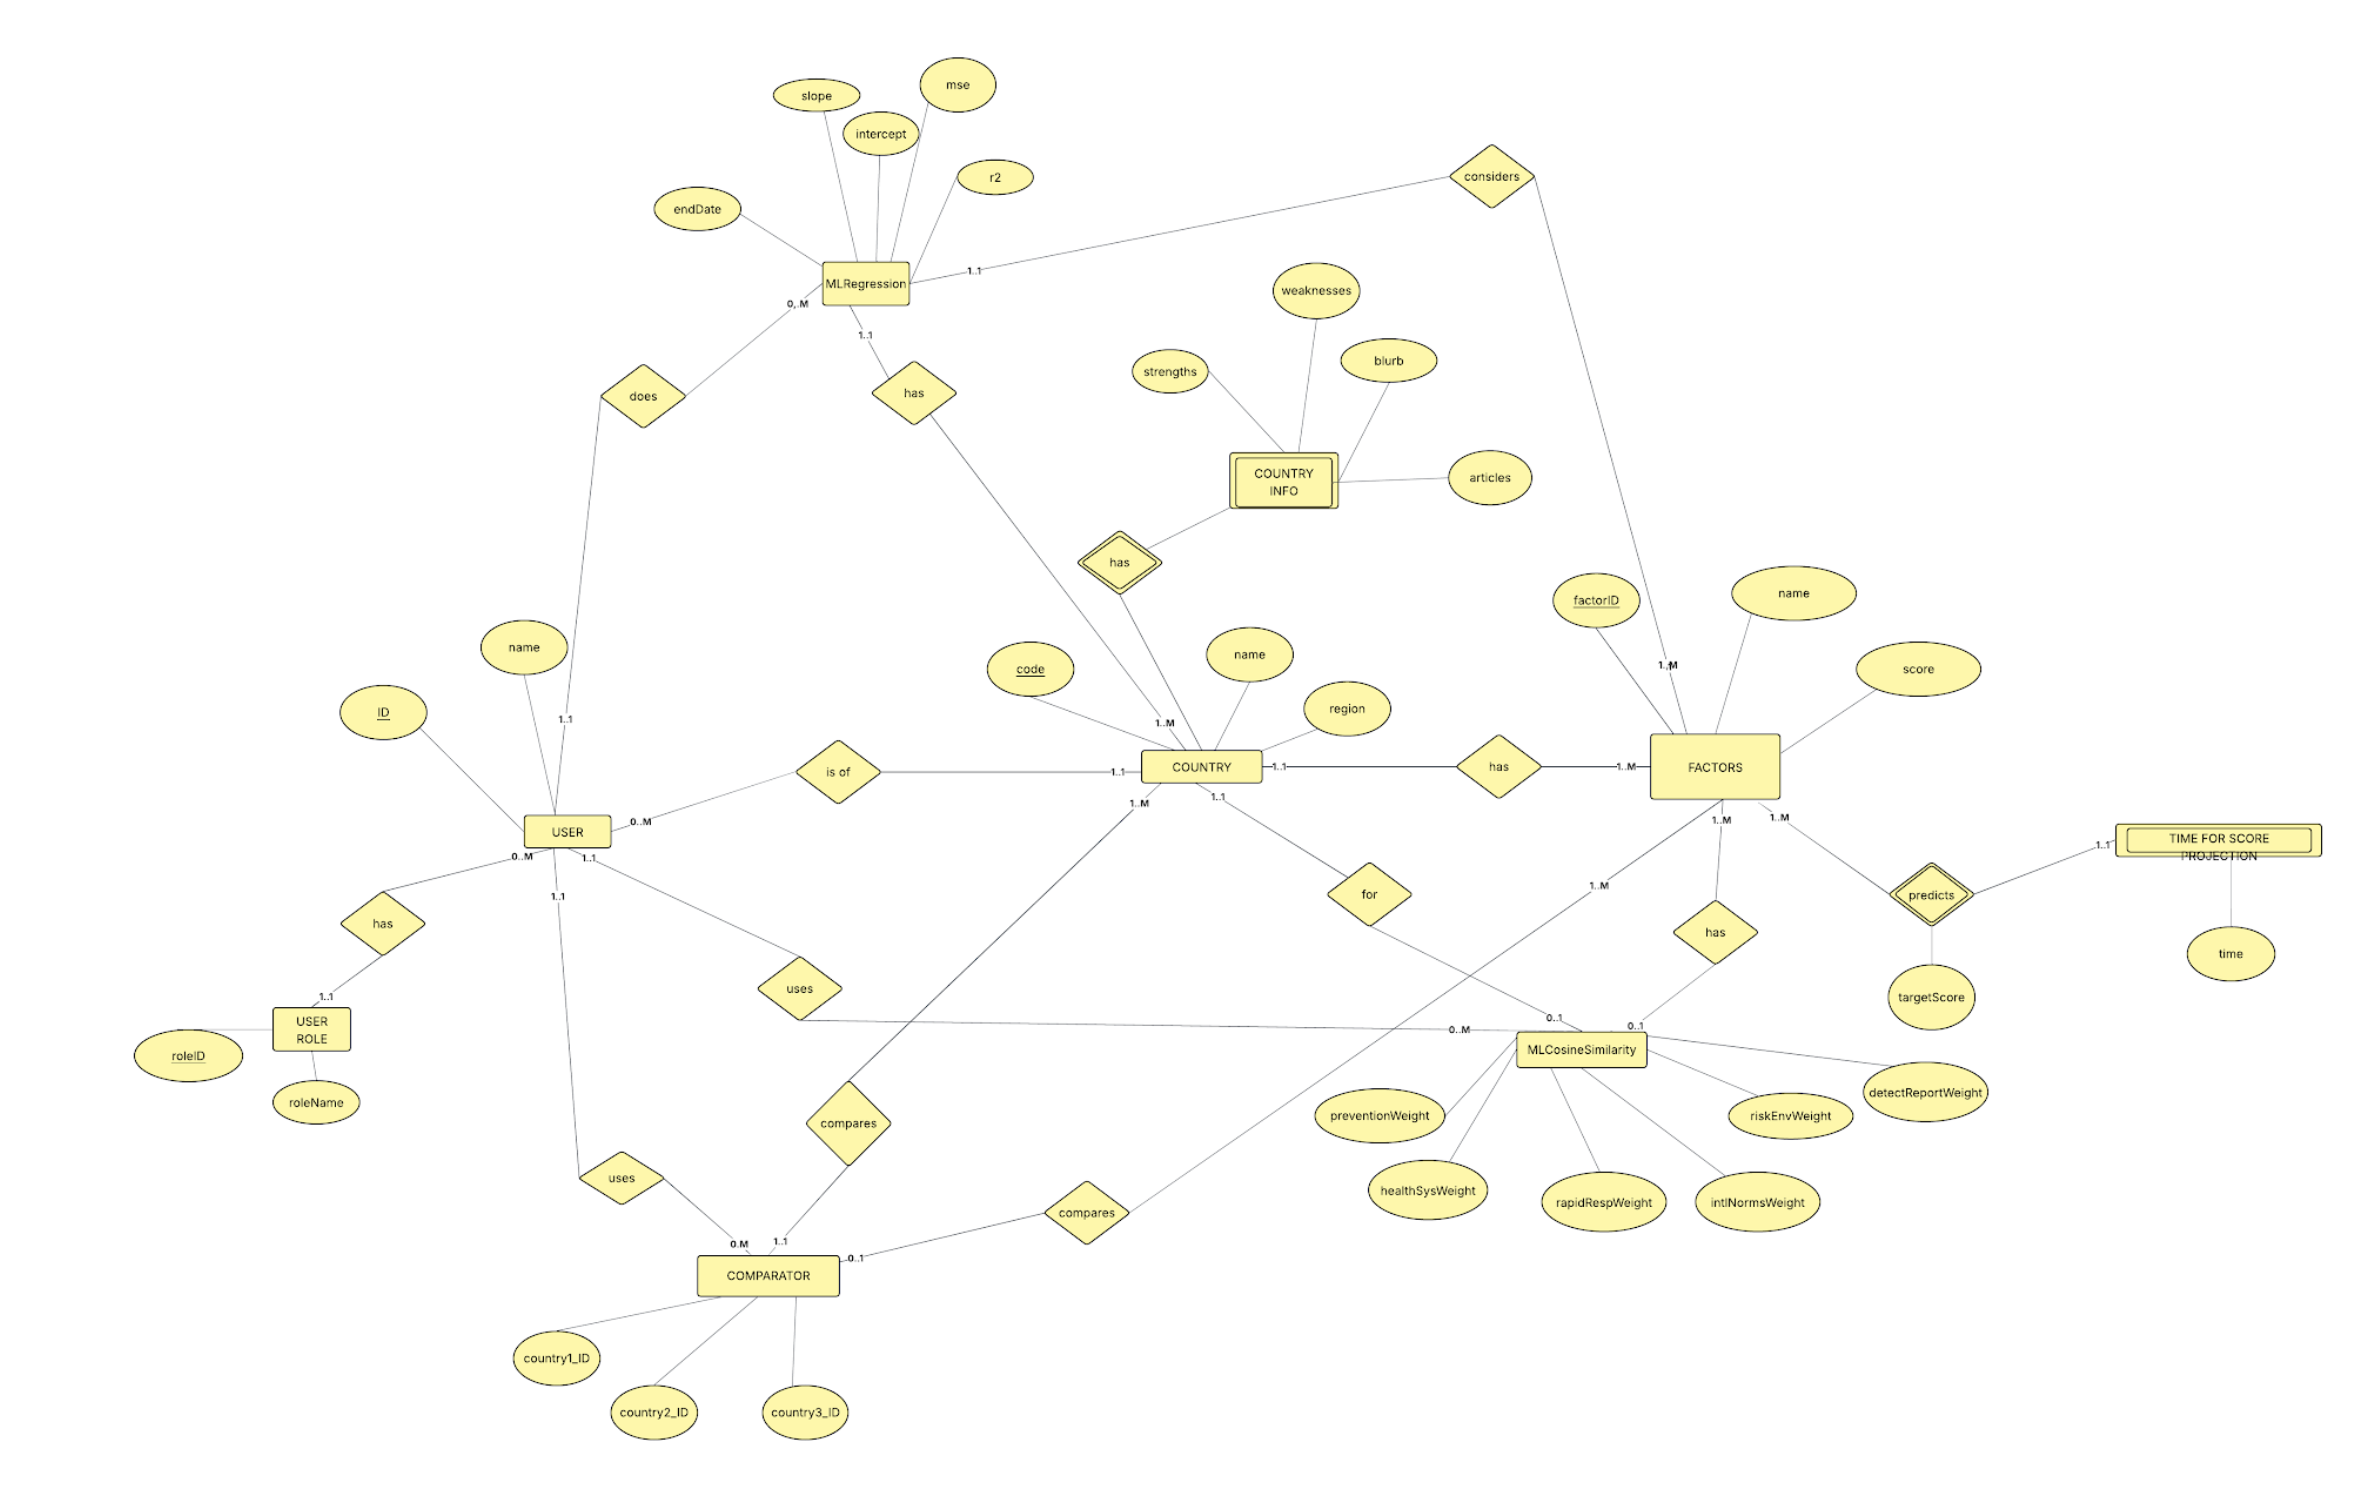 mse
slope
intercept
considers
r2
endDate
1..1
MLRegression
weaknesses
0,.M
1..1
blurb
strengths
has
does
COUNTRY
INFO
articles
has
name
factorID
name
code
name
1..M
score
region
ID
1..1
1..M
is of
1..1
COUNTRY
1..1
has
1..M
FACTORS
1..M
1..1
0..M
1..M
1..M
USER
TIME FOR SCORE
PROJECTION
1..1
0..M
1..1
1..M
for
predicts
1..1
has
has
time
uses
1..1
targetScore
0..1
0..1
USER
ROLE
0..M
roleID
MLCosineSimilarity
detectReportWeight
roleName
preventionWeight
riskEnvWeight
compares
uses
healthSysWeight
rapidRespWeight
intlNormsWeight
compares
0.M
1..1
0..1
COMPARATOR
country1_ID
country2_ID
country3_ID